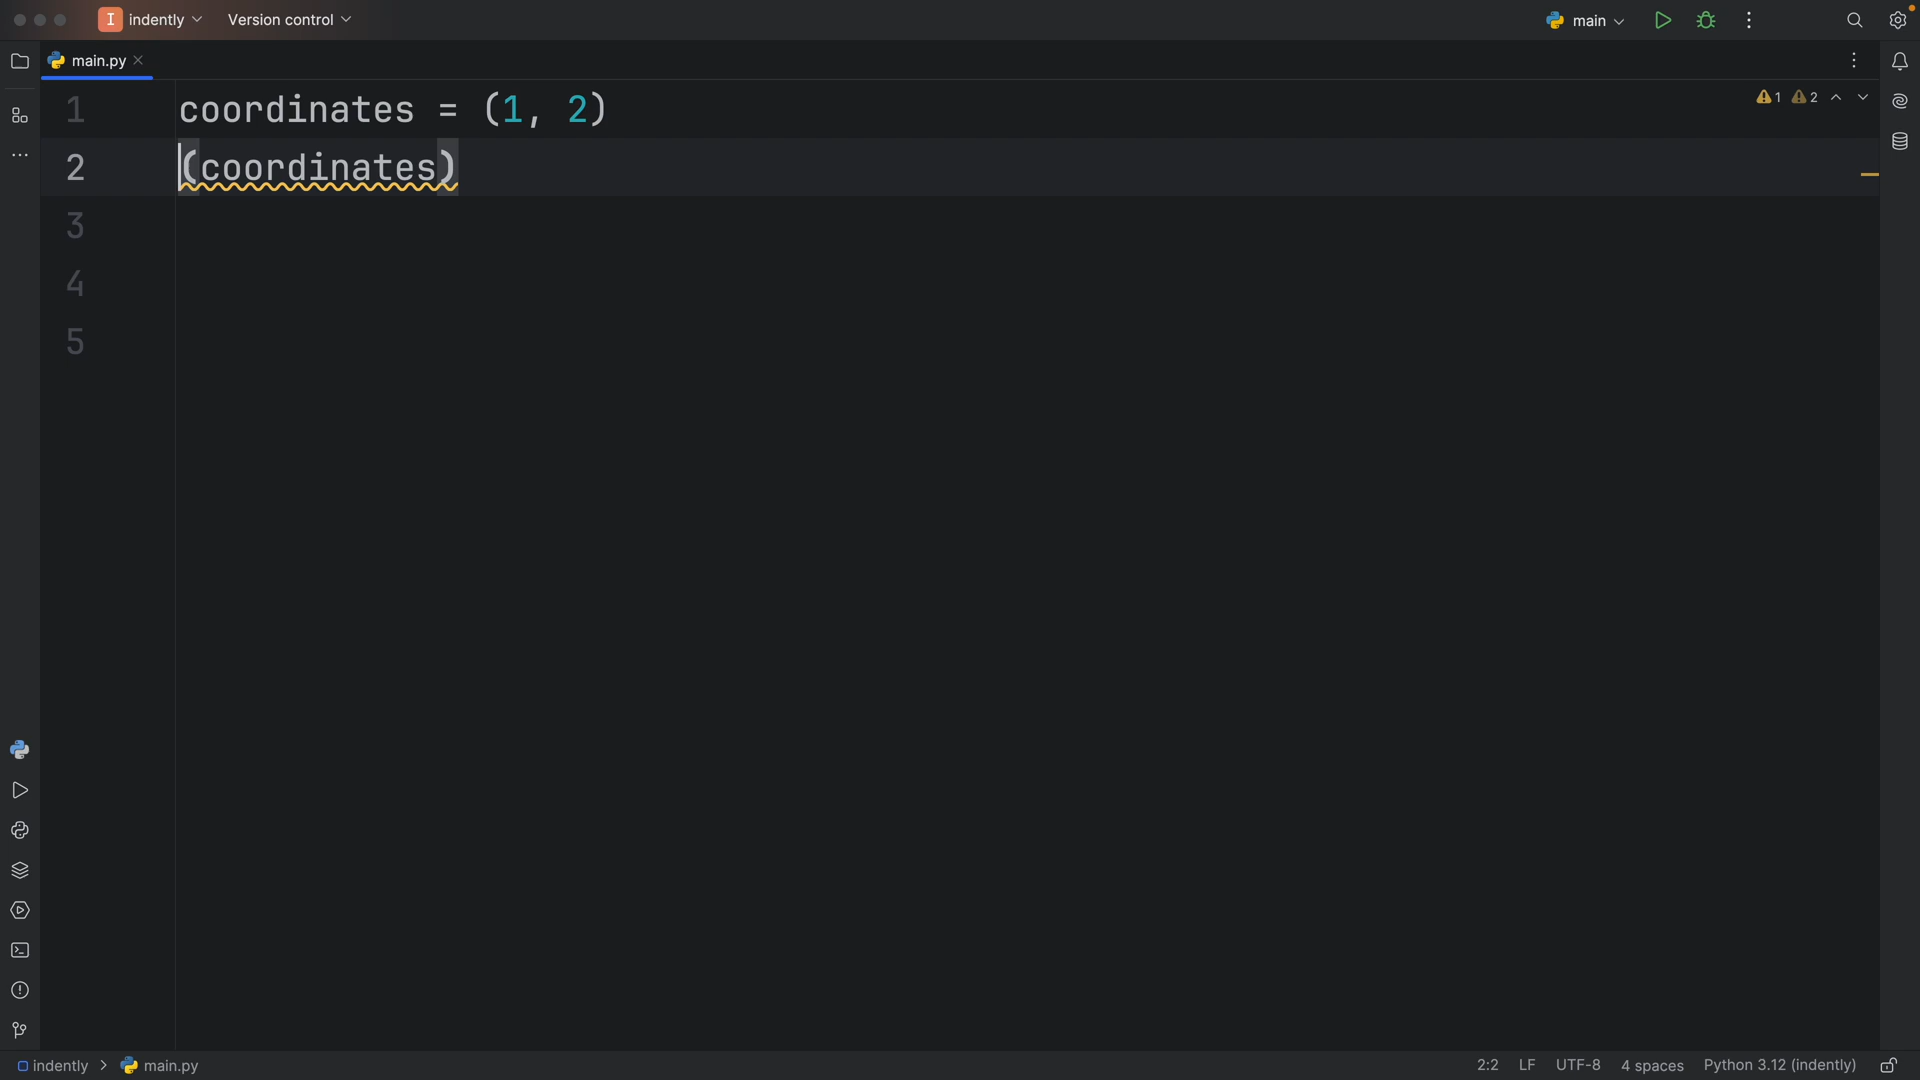 I indently Version control main
main.py
1 coordinates = (1, 2)
1 2
2 (coordinates)
3
4
5
indently main.py 2:2 LF UTF-8 4 spaces Python 3.12 (indently)